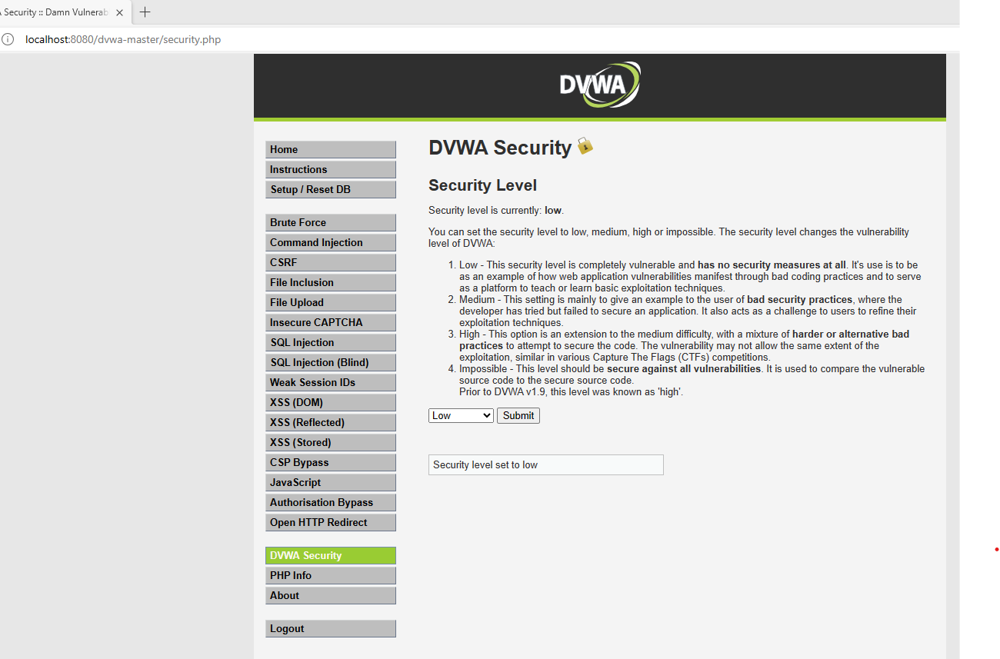 Security :: Damn Vulnerab
localhost:8080/dvwa-master/security.php
DVWA
Home
Instructions
Setup / Reset DB
Brute Force
Command Injection
CSRF
File Inclusion
File Upload
Insecure CAPTCHA
SQL Injection
SQL Injection (Blind)
Weak Session IDs
XSS (DOM)
XSS (Reflected)
XSS (Stored)
CSP Bypass
JavaScript
Authorisation Bypass
Open HTTP Redirect
DVWA Security
PHP Info
About
Logout
DVWA Security
Security Level
Security level is currently: low.
You can set the security level to low, medium, high or impossible. The security level changes the vulnerability
level of DVWA:
1. Low - This security level is completely vulnerable and has no security measures at all. It's use is to be
as an example of how web application vulnerabilities manifest through bad coding practices and to serve
as a platform to teach or learn basic exploitation techniques.
2. Medium - This setting is mainly to give an example to the user of bad security practices, where the
developer has tried but failed to secure an application. It also acts as a challenge to users to refine their
exploitation techniques.
3. High - This option is an extension to the medium difficulty, with a mixture of harder or alternative bad
practices to attempt to secure the code. The vulnerability may not allow the same extent of the
exploitation, similar in various Capture The Flags (CTFs) competitions.
4. Impossible - This level should be secure against all vulnerabilities. It is used to compare the vulnerable
source code to the secure source code.
Prior to DVWA v1.9, this level was known as 'high'.
Low Submit
Security level set to low